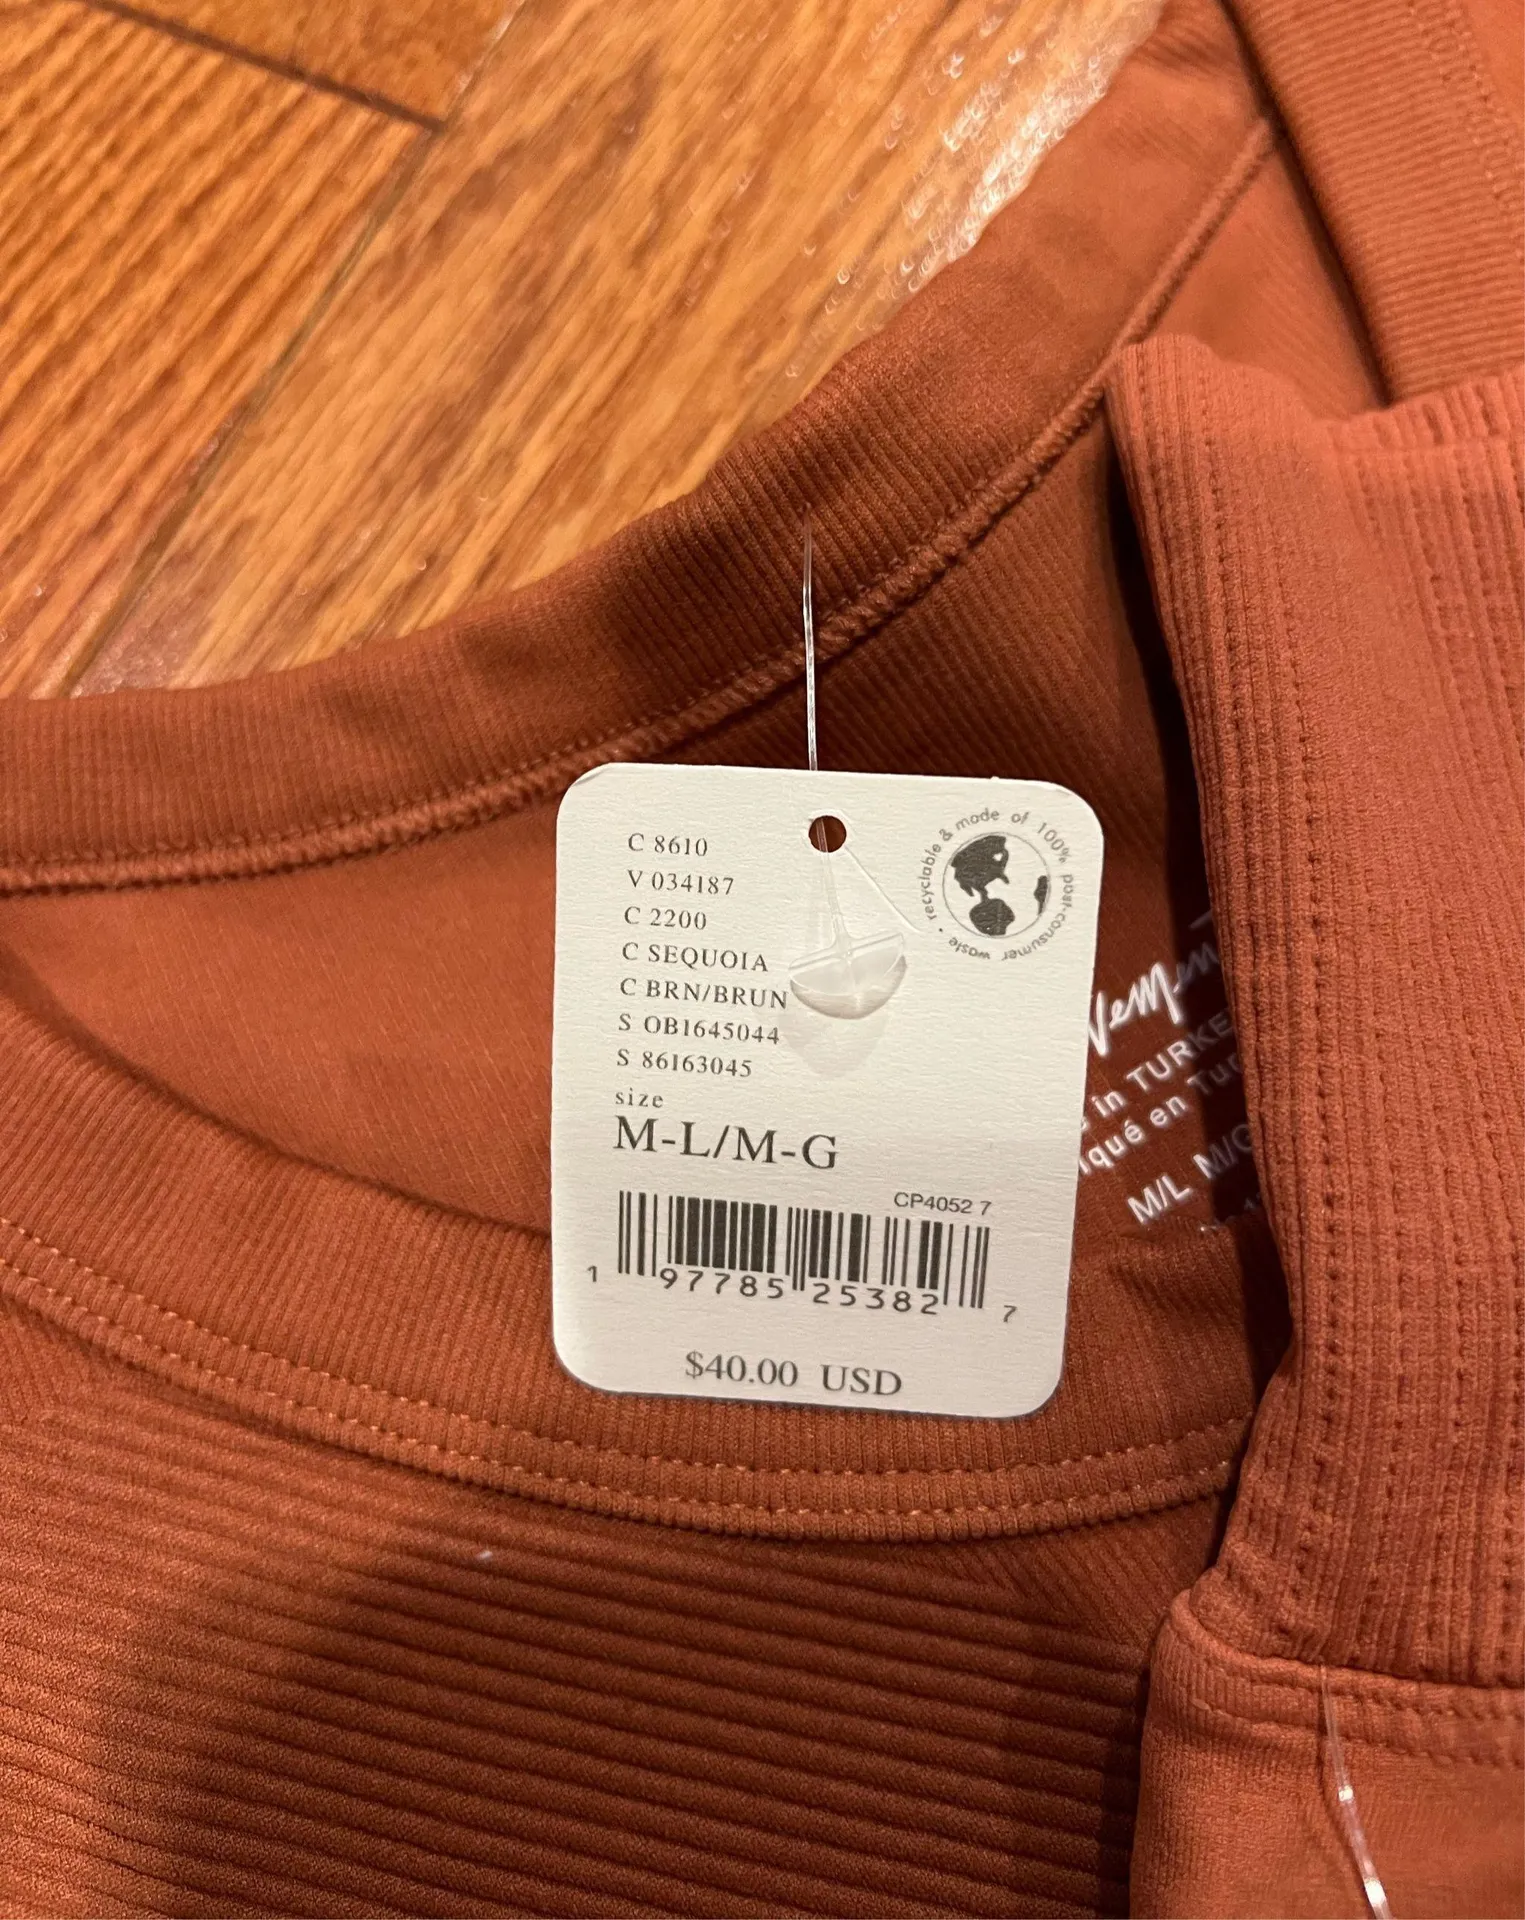 C 8610
V 034187
C 2200
C SEQUOIA
C BRN/BRUN
S OB1645044
S 86163045
size
M-L/M-G
CP4052 7
1 97785 25382 7
$40.00 USD
recyclable & made of 100% post-consumer waste •
in TURKE
en Tu
M/L M/G